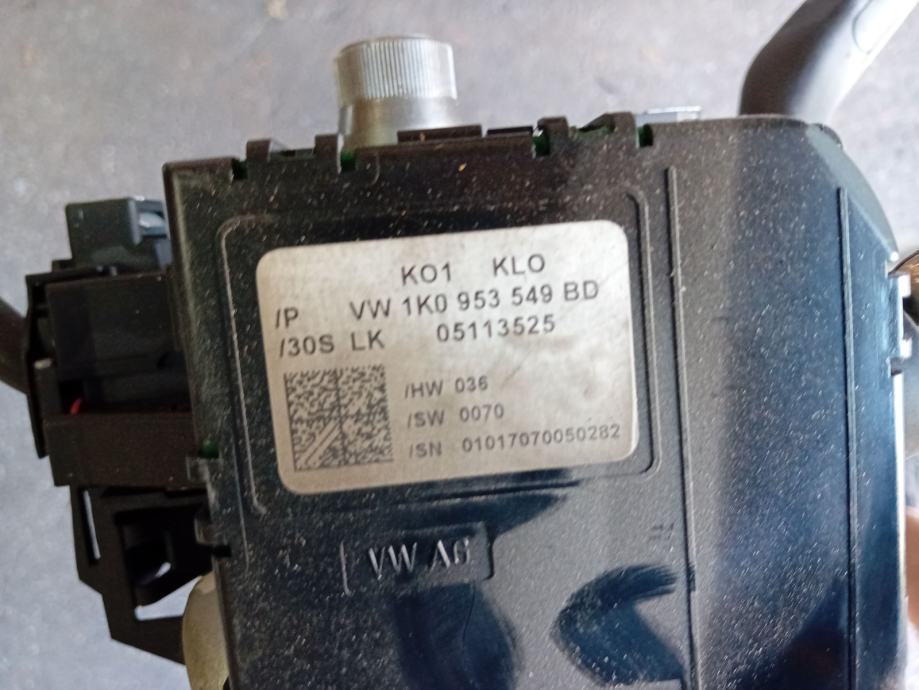 KO1 KLO
/P VW 1K0 953 549 BD
/30S LK 05113525
/HW 036
/SW 0070
/SN 01017070050282
VW AG